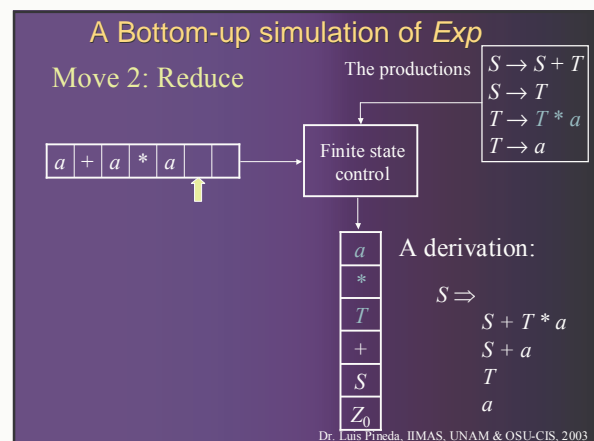 A Bottom-up simulation of Exp
Move 2: Reduce
The productions
S → S + T
S → T
T → T * a
T → a
a + a * a
Finite state
control
a
*
T
+
S
Z₀
A derivation:
S ⇒
S + T * a
S + a
T
a
Dr. Luis Pineda, IIMAS, UNAM & OSU-CIS, 2003